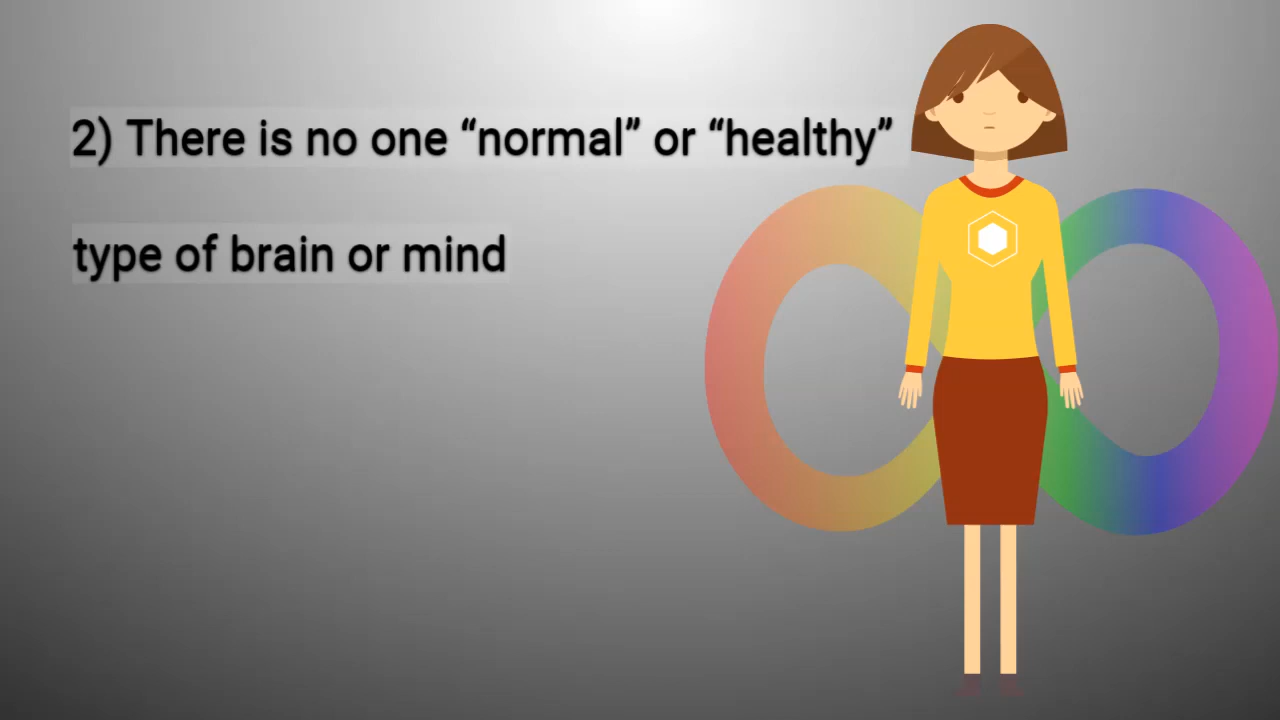 2) There is no one “normal” or “healthy”
type of brain or mind